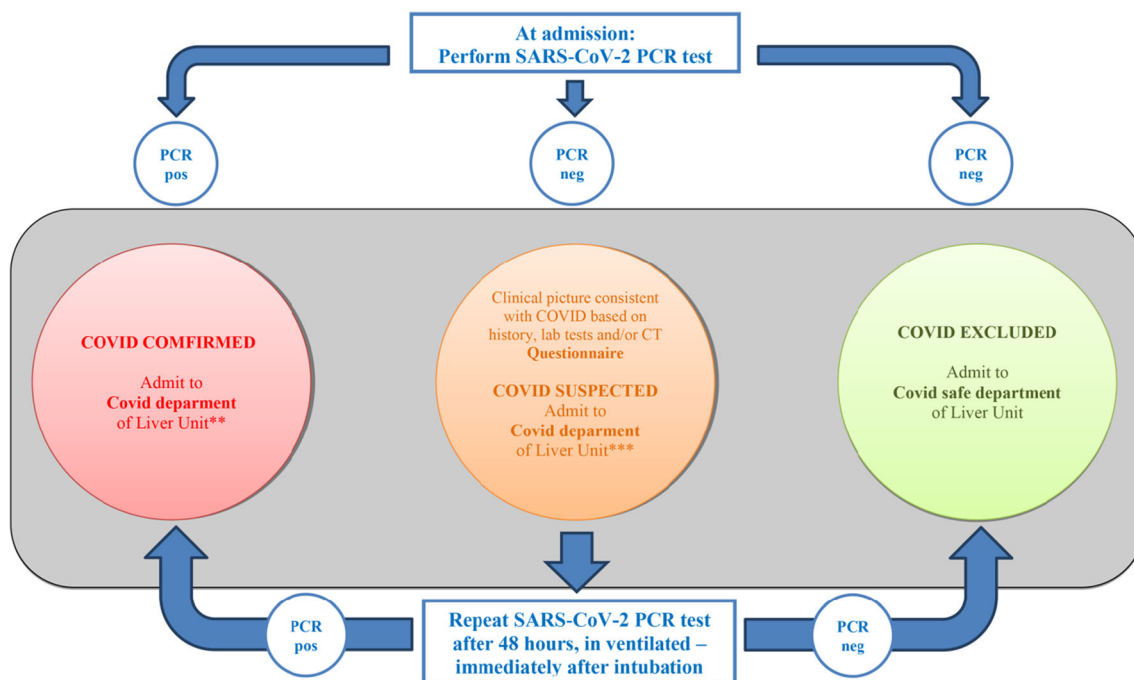 At admission:
Perform SARS-CoV-2 PCR test
PCR
pos
PCR
neg
PCR
neg
COVID COMFIRMED
Admit to
Covid deparment
of Liver Unit**
Clinical picture consistent
with COVID based on
history, lab tests and/or CT
Questionnaire
COVID SUSPECTED
Admit to
Covid deparment
of Liver Unit***
COVID EXCLUDED
Admit to
Covid safe department
of Liver Unit
PCR
pos
Repeat SARS-CoV-2 PCR test
after 48 hours, in ventilated –
immediately after intubation
PCR
neg